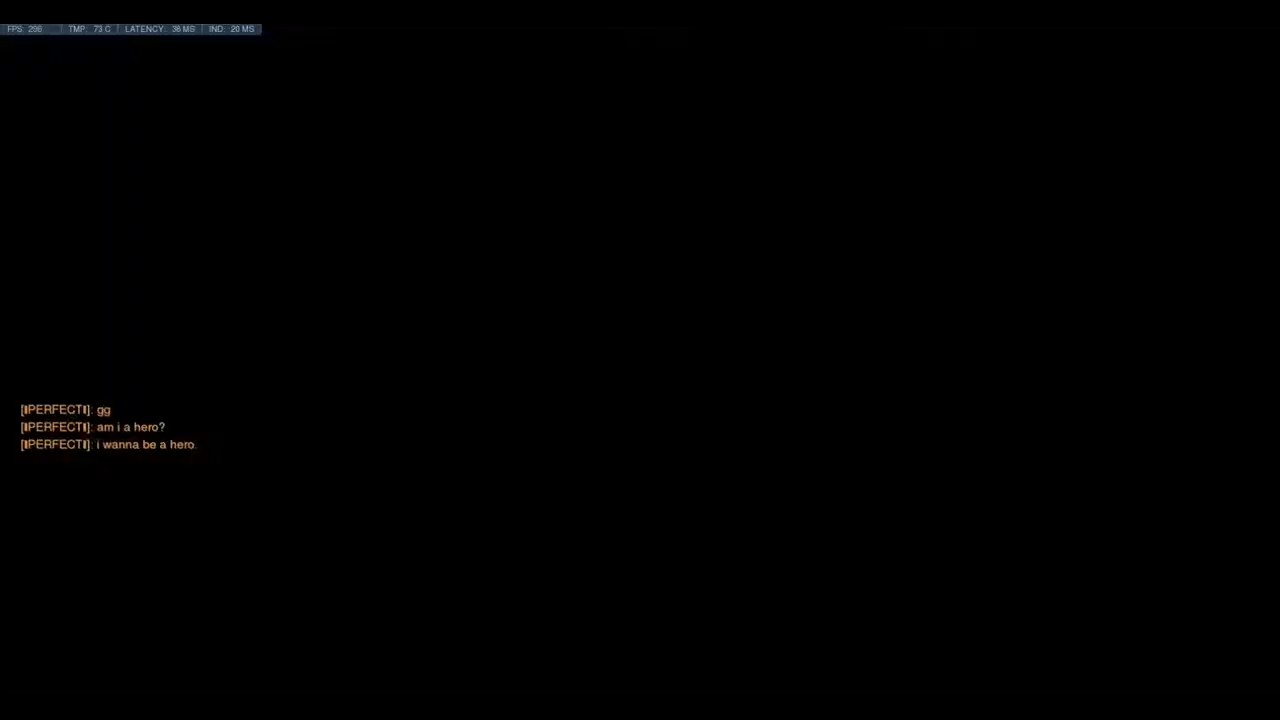 FPS: 298 | TMP: 73 C | LATENCY: 38 MS | IND: 20 MS
[IPERFECTI]: gg
[IPERFECTI]: am i a hero?
[IPERFECTI]: i wanna be a hero.